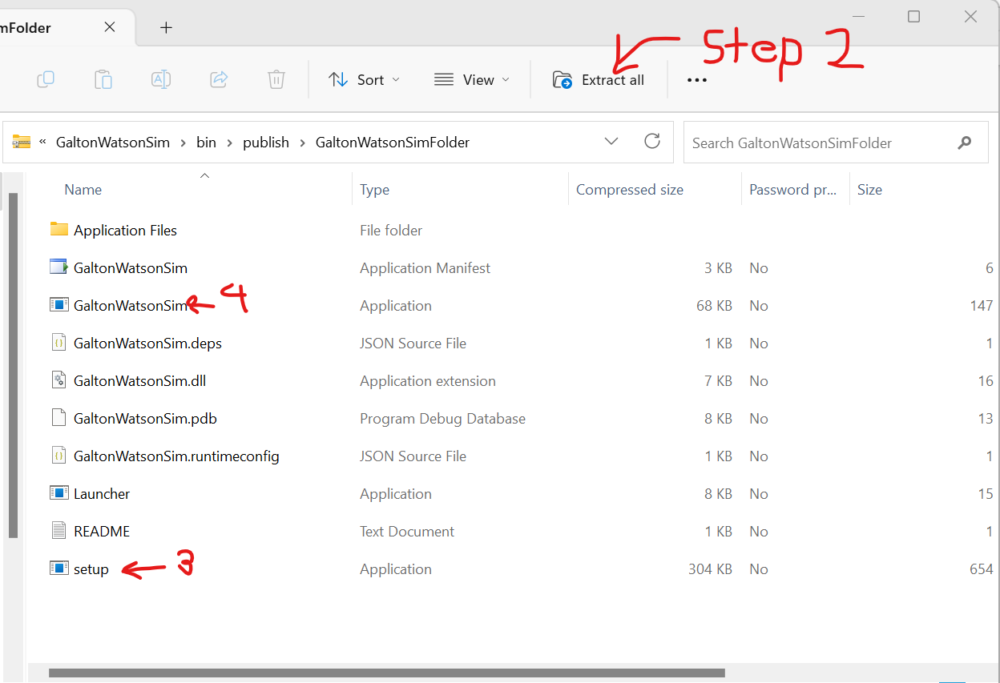 mFolder
Step 2
Sort View Extract all
« GaltonWatsonSim > bin > publish > GaltonWatsonSimFolder Search GaltonWatsonSimFolder
Name Type Compressed size Password pr... Size
Application Files File folder
GaltonWatsonSim Application Manifest 3 KB No 6
GaltonWatsonSim 4 Application 68 KB No 147
GaltonWatsonSim.deps JSON Source File 1 KB No 1
GaltonWatsonSim.dll Application extension 7 KB No 16
GaltonWatsonSim.pdb Program Debug Database 8 KB No 13
GaltonWatsonSim.runtimeconfig JSON Source File 1 KB No 1
Launcher Application 8 KB No 15
README Text Document 1 KB No 1
setup 3 Application 304 KB No 654